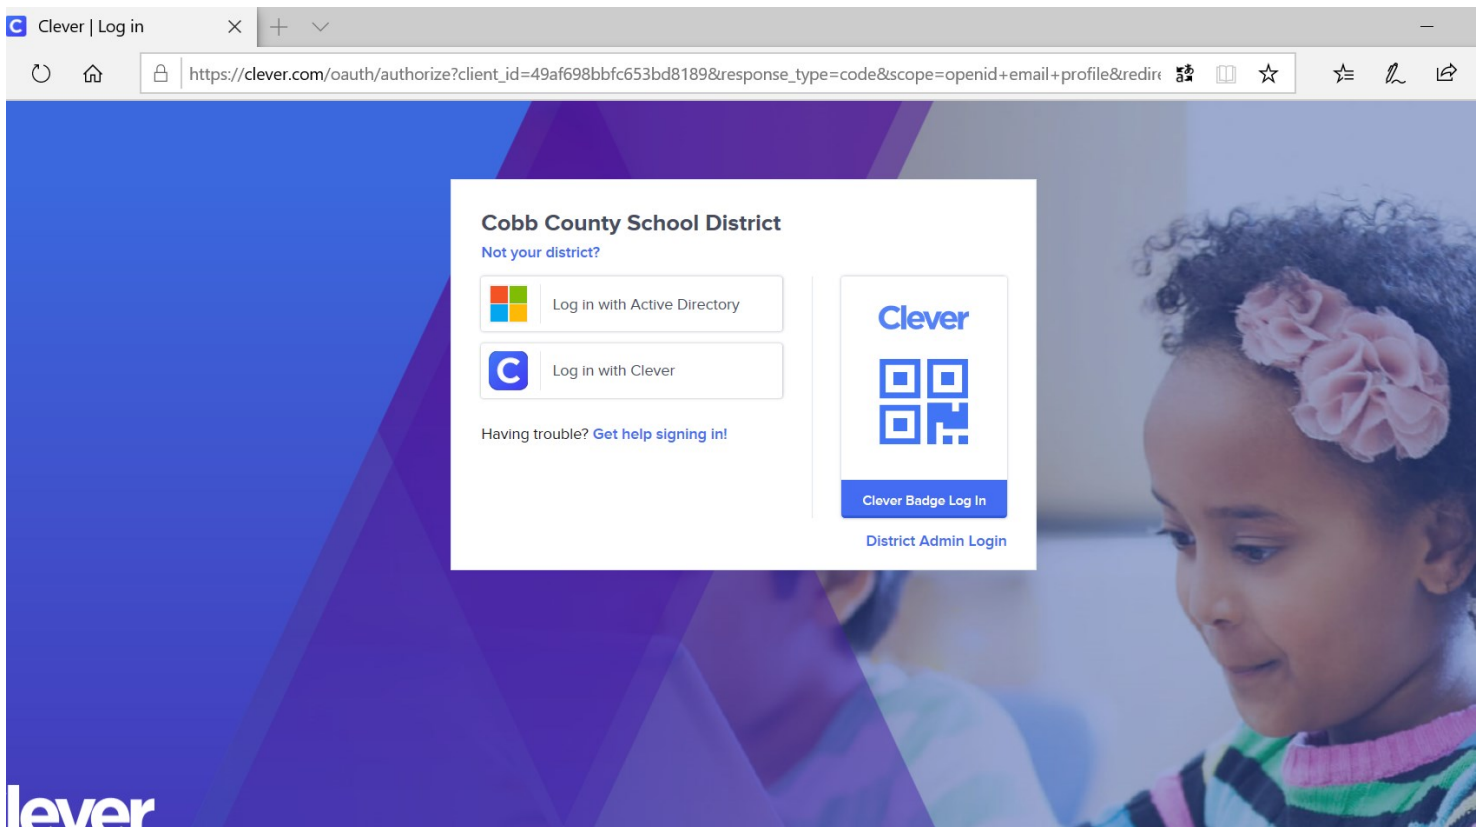 Clever | Log in
https://clever.com/oauth/authorize?client_id=49af698bbfc653bd8189&response_type=code&scope=openid+email+profile&redire
Cobb County School District
Not your district?
Log in with Active Directory
Log in with Clever
Having trouble? Get help signing in!
Clever
Clever Badge Log In
District Admin Login
lever